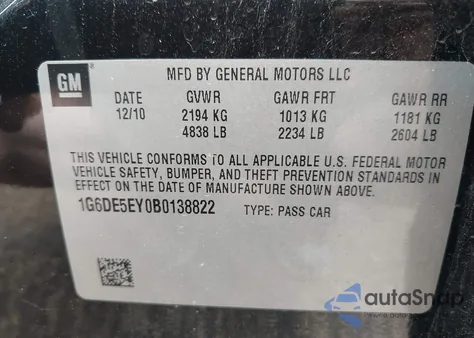 GM
MFD BY GENERAL MOTORS LLC
DATE GVWR GAWR FRT GAWR RR
12/10 2194 KG 1013 KG 1181 KG
4838 LB 2234 LB 2604 LB
THIS VEHICLE CONFORMS TO ALL APPLICABLE U.S. FEDERAL MOTOR
VEHICLE SAFETY, BUMPER, AND THEFT PREVENTION STANDARDS IN
EFFECT ON THE DATE OF MANUFACTURE SHOWN ABOVE.
1G6DE5EY0B0138822 TYPE: PASS CAR
autoSnap